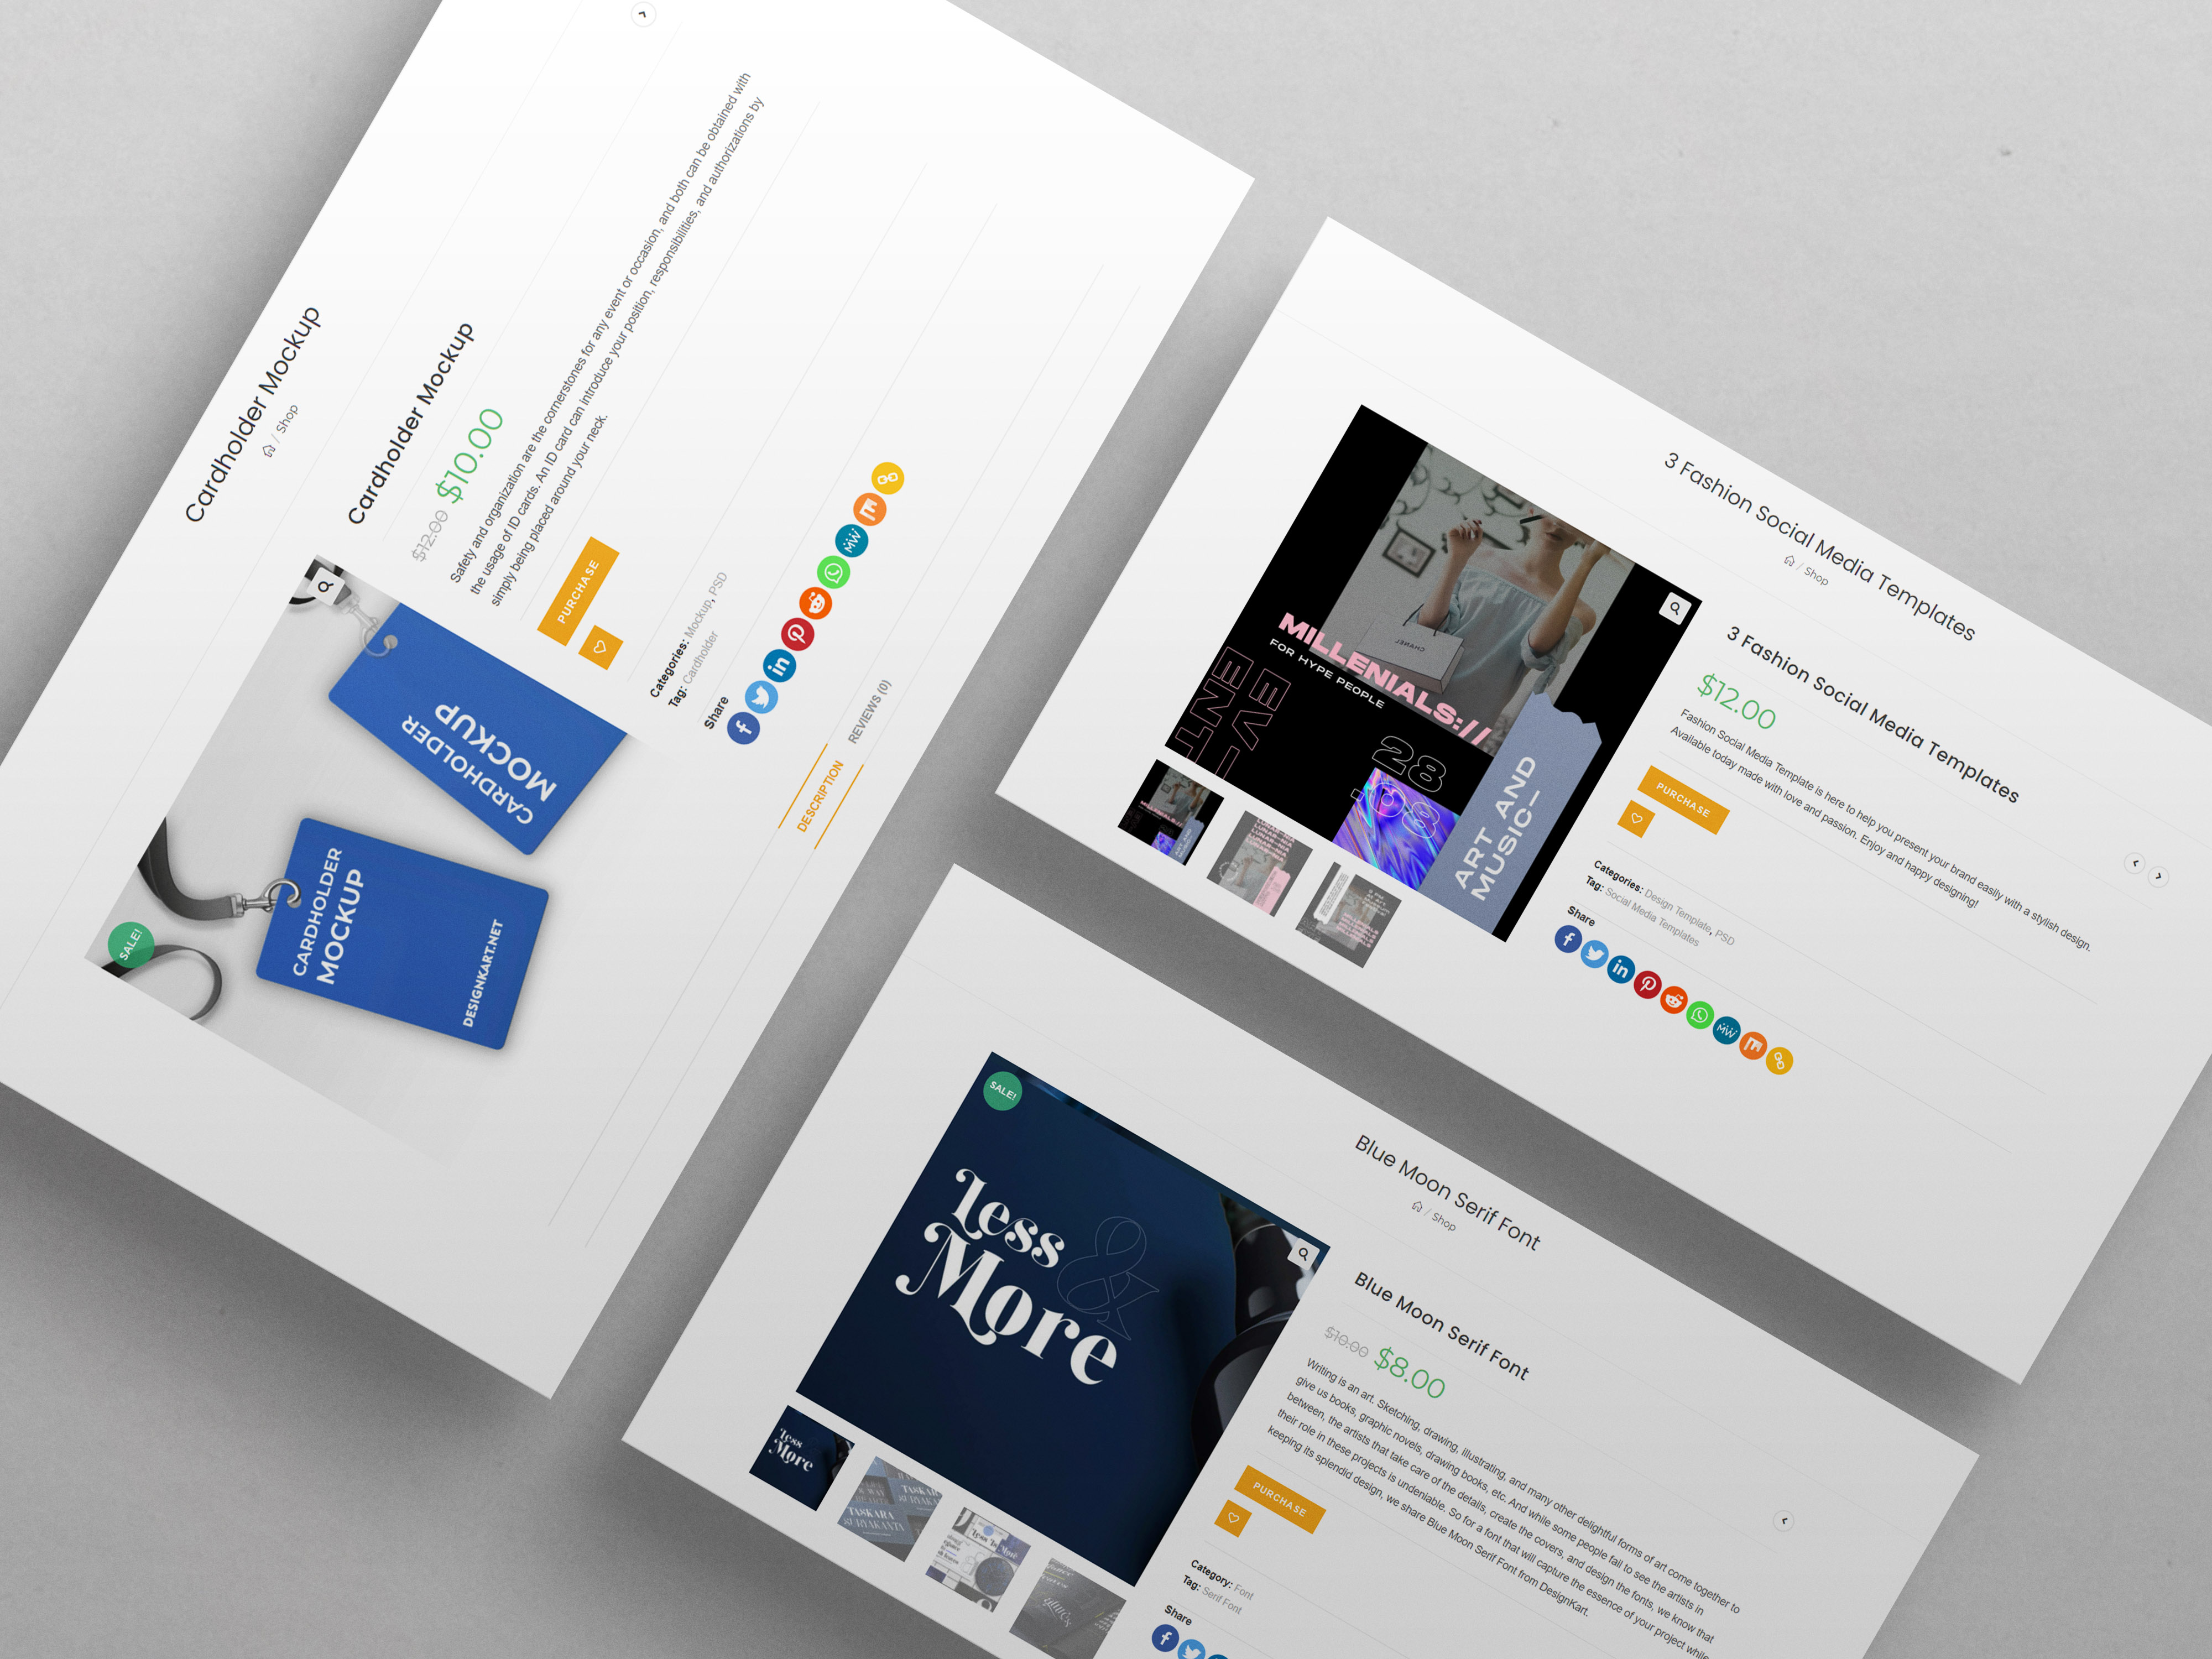 Cardholder Mockup
/ Shop
Cardholder Mockup
$12.00 $10.00
Safety and organization are the cornerstones for any event or occasion, and both can be obtained with
the usage of ID cards. An ID card can introduce your position, responsibilities, and authorizations by
simply being placed around your neck.
PURCHASE
Categories: Mockup, PSD
Tag: Cardholder
Share
DESCRIPTION
REVIEWS (0)
SALE!
CARDHOLDER
MOCKUP
CARDHOLDER
MOCKUP
DESIGNKART.NET
3 Fashion Social Media Templates
/ Shop
MILLENIALS://
FOR HYPE PEOPLE
EVE
NT
28
.08
CHANEL
ART AND
MUSIC—
3 Fashion Social Media Templates
$12.00
Fashion Social Media Template is here to help you present your brand easily with a stylish design.
Available today made with love and passion. Enjoy and happy designing!
PURCHASE
Categories: Design Template, PSD
Tag: Social Media Templates
Share
Blue Moon Serif Font
/ Shop
SALE!
Less &
More
Less
More
TASKARA
SURYAKANTA
Blue Moon Serif Font
$10.00 $8.00
Writing is an art. Sketching, drawing, illustrating, and many other delightful forms of art come together to
give us books, graphic novels, drawing books, etc. And while some people fail to see the artists in
between, the artists that take care of the details, create the covers, and design the fonts, we know that
their role in these projects is undeniable. So for a font that will capture the essence of your project while
keeping its splendid design, we share Blue Moon Serif Font from DesignKart.
PURCHASE
Category: Font
Tag: Serif Font
Share